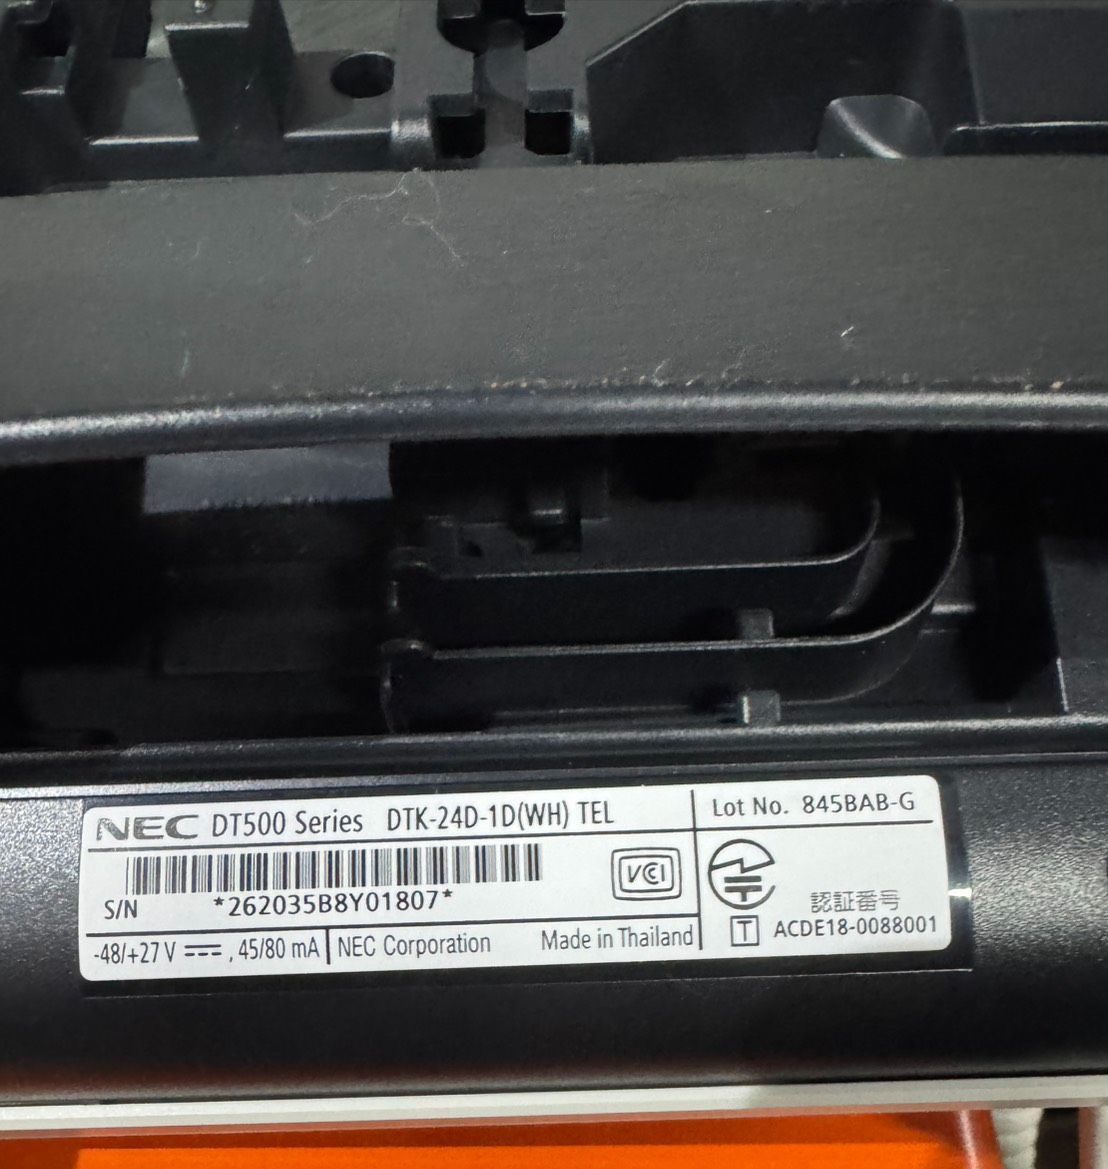 NEC DT500 Series DTK-24D-1D(WH) TEL
Lot No. 845BAB-G
VCI
S/N *262035B8Y01807*
認証番号
T ACDE18-0088001
-48/+27 V ⎓, 45/80 mA
NEC Corporation
Made in Thailand